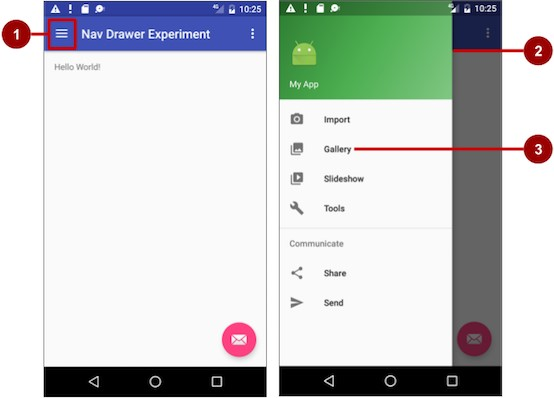 10:25
1
Nav Drawer Experiment
Hello World!
10:25
2
My App
Import
Gallery
3
Slideshow
Tools
Communicate
Share
Send